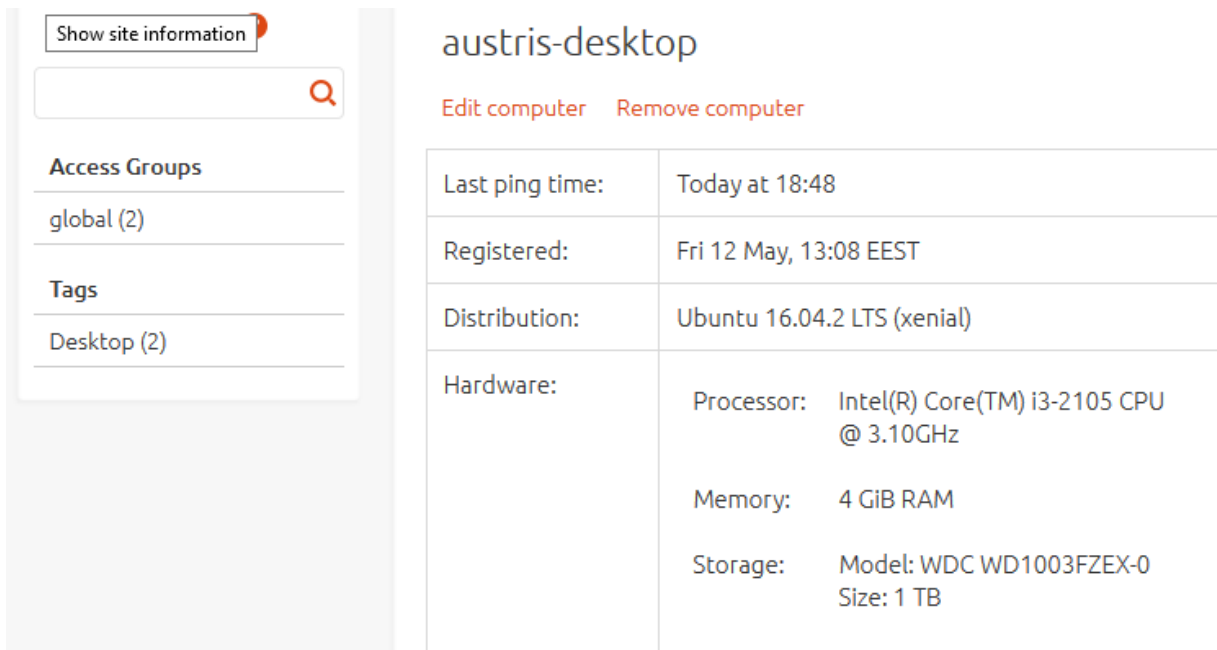 Show site information
Access Groups
global (2)
Tags
Desktop (2)
austris-desktop
Edit computer Remove computer
Last ping time: Today at 18:48
Registered: Fri 12 May, 13:08 EEST
Distribution: Ubuntu 16.04.2 LTS (xenial)
Hardware:
Processor: Intel(R) Core(TM) i3-2105 CPU
@ 3.10GHz
Memory: 4 GiB RAM
Storage: Model: WDC WD1003FZEX-0
Size: 1 TB